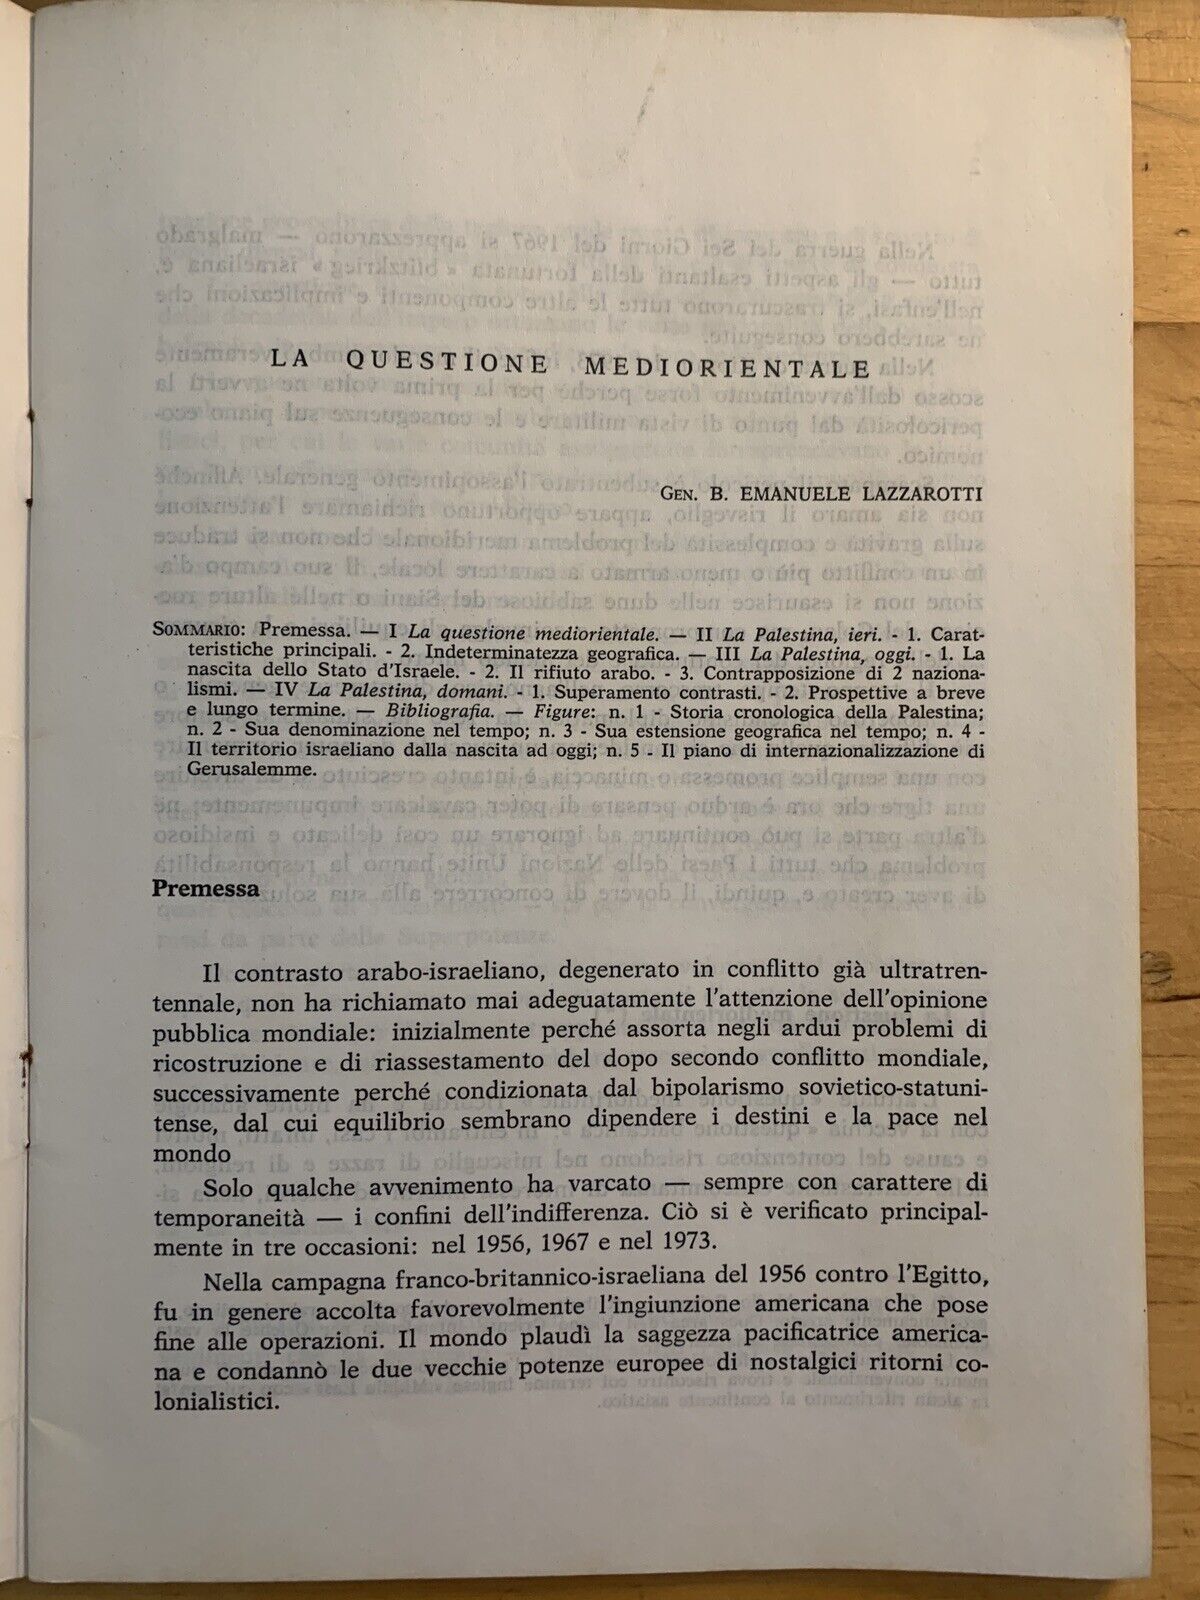 LA QUESTIONE MEDIORIENTALE
GEN. B. EMANUELE LAZZAROTTI
SOMMARIO: Premessa. — I La questione mediorientale. — II La Palestina, ieri. - 1. Carat-
teristiche principali. - 2. Indeterminatezza geografica. — III La Palestina, oggi. - 1. La
nascita dello Stato d'Israele. - 2. Il rifiuto arabo. - 3. Contrapposizione di 2 naziona-
lismi. — IV La Palestina, domani. - 1. Superamento contrasti. - 2. Prospettive a breve
e lungo termine. — Bibliografia. — Figure: n. 1 - Storia cronologica della Palestina;
n. 2 - Sua denominazione nel tempo; n. 3 - Sua estensione geografica nel tempo; n. 4 -
Il territorio israeliano dalla nascita ad oggi; n. 5 - Il piano di internazionalizzazione di
Gerusalemme.
Premessa
Il contrasto arabo-israeliano, degenerato in conflitto già ultratren-
tennale, non ha richiamato mai adeguatamente l'attenzione dell'opinione
pubblica mondiale: inizialmente perché assorta negli ardui problemi di
ricostruzione e di riassestamento del dopo secondo conflitto mondiale,
successivamente perché condizionata dal bipolarismo sovietico-statuni-
tense, dal cui equilibrio sembrano dipendere i destini e la pace nel
mondo
Solo qualche avvenimento ha varcato — sempre con carattere di
temporaneità — i confini dell'indifferenza. Ciò si è verificato principal-
mente in tre occasioni: nel 1956, 1967 e nel 1973.
Nella campagna franco-britannico-israeliana del 1956 contro l'Egitto,
fu in genere accolta favorevolmente l'ingiunzione americana che pose
fine alle operazioni. Il mondo plaudì la saggezza pacificatrice america-
na e condannò le due vecchie potenze europee di nostalgici ritorni co-
lonialistici.